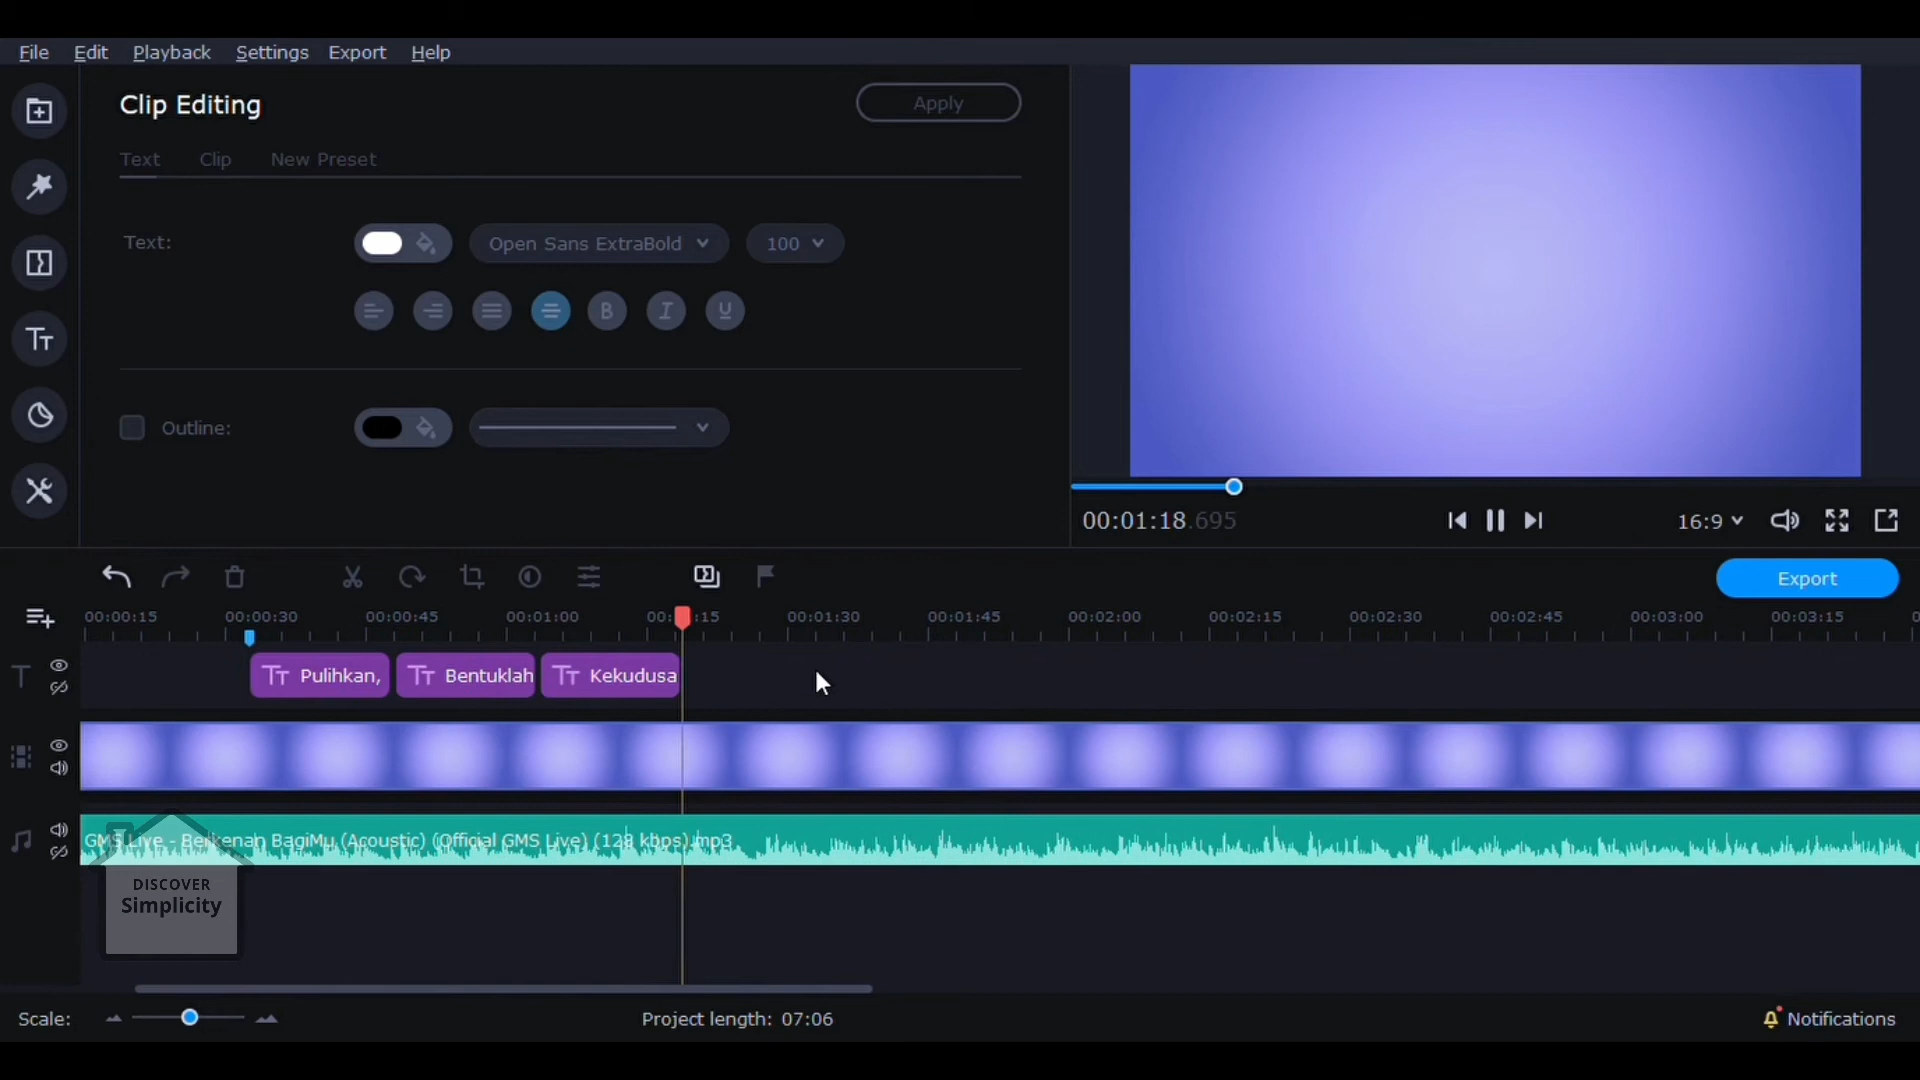 File Edit Playback Settings Export Help
Clip Editing
Apply
Text Clip New Preset
Text:
Open Sans ExtraBold
100
B I U
Outline:
00:01:18.695
16:9
Export
00:00:15 00:00:30 00:00:45 00:01:00 00: :15 00:01:30 00:01:45 00:02:00 00:02:15 00:02:30 00:02:45 00:03:00 00:03:15
Pulihkan, Bentuklah Kekudusa
GMS Live - Berkenan BagiMu (Acoustic) (Official GMS Live) (128 kbps).mp3
DISCOVER
Simplicity
Scale:
Project length: 07:06
Notifications